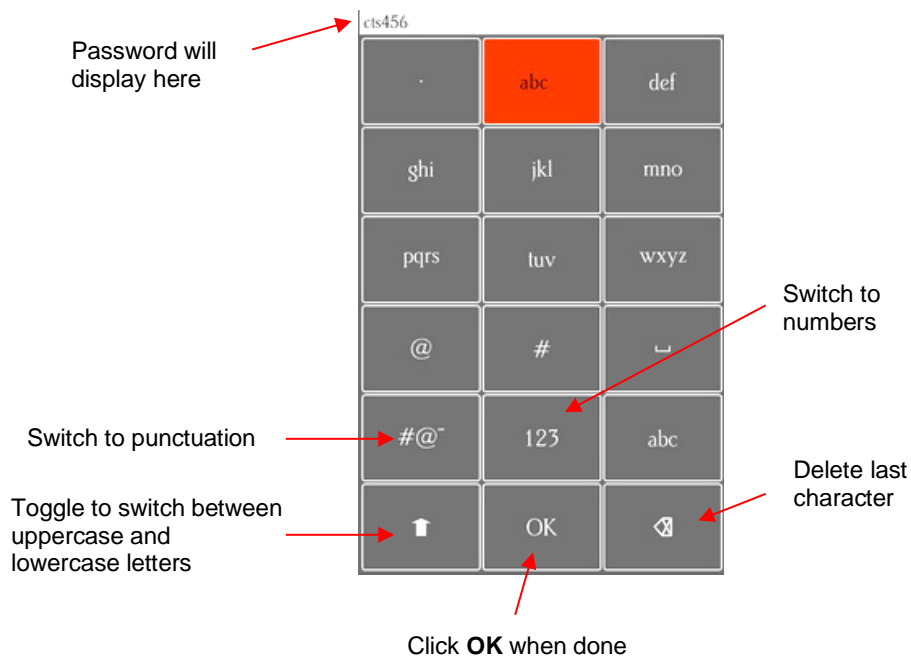 cts456
Password will
display here
. abc def
ghi jkl mno
pqrs tuv wxyz
Switch to
numbers
@ # ⌴
Switch to punctuation
#@~ 123 abc
Delete last
character
Toggle to switch between
uppercase and
lowercase letters
OK
Click OK when done